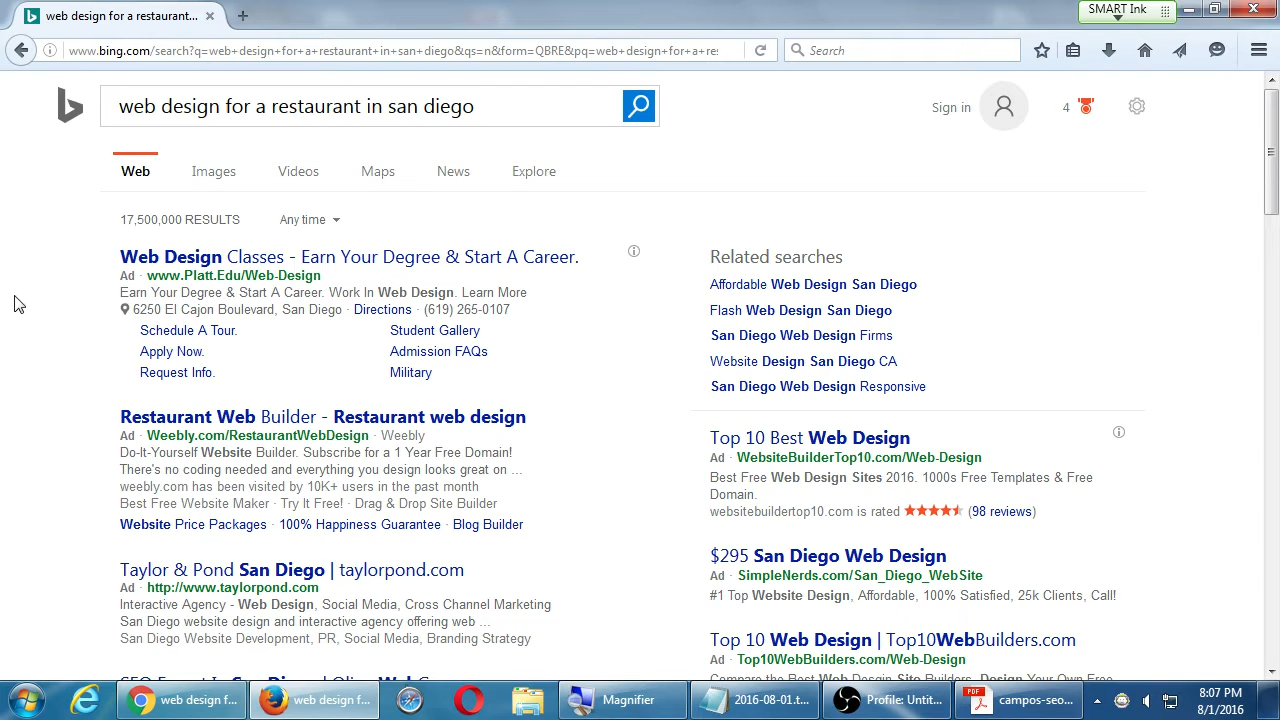 web design for a restaurant...
SMART Ink
www.bing.com/search?q=web+design+for+a+restaurant+in+san+diego&qs=n&form=QBRE&pq=web+design+for+a+re
Search
web design for a restaurant in san diego
Sign in
4
Web Images Videos Maps News Explore
17,500,000 RESULTS Any time
Web Design Classes - Earn Your Degree & Start A Career.
Ad · www.Platt.Edu/Web-Design
Earn Your Degree & Start A Career. Work In Web Design. Learn More
6250 El Cajon Boulevard, San Diego · Directions · (619) 265-0107
Schedule A Tour. Student Gallery
Apply Now. Admission FAQs
Request Info. Military
Restaurant Web Builder - Restaurant web design
Ad · Weebly.com/RestaurantWebDesign · Weebly
Do-It-Yourself Website Builder. Subscribe for a 1 Year Free Domain!
There's no coding needed and everything you design looks great on ...
weebly.com has been visited by 10K+ users in the past month
Best Free Website Maker · Try It Free! · Drag & Drop Site Builder
Website Price Packages · 100% Happiness Guarantee · Blog Builder
Taylor & Pond San Diego | taylorpond.com
Ad · http://www.taylorpond.com
Interactive Agency - Web Design, Social Media, Cross Channel Marketing
San Diego website design and interactive agency offering web ...
San Diego Website Development, PR, Social Media, Branding Strategy
Related searches
Affordable Web Design San Diego
Flash Web Design San Diego
San Diego Web Design Firms
Website Design San Diego CA
San Diego Web Design Responsive
Top 10 Best Web Design
Ad · WebsiteBuilderTop10.com/Web-Design
Best Free Web Design Sites 2016. 1000s Free Templates & Free
Domain.
websitebuildertop10.com is rated (98 reviews)
$295 San Diego Web Design
Ad · SimpleNerds.com/San_Diego_WebSite
#1 Top Website Design, Affordable, 100% Satisfied, 25k Clients, Call!
Top 10 Web Design | Top10WebBuilders.com
Ad · Top10WebBuilders.com/Web-Design
Compare the Best Web Desgin Site Builders. Design Your Own Free
web design f...
web design f...
Magnifier
2016-08-01.t...
Profile: Untit...
PDF
campos-seo...
8:07 PM
8/1/2016